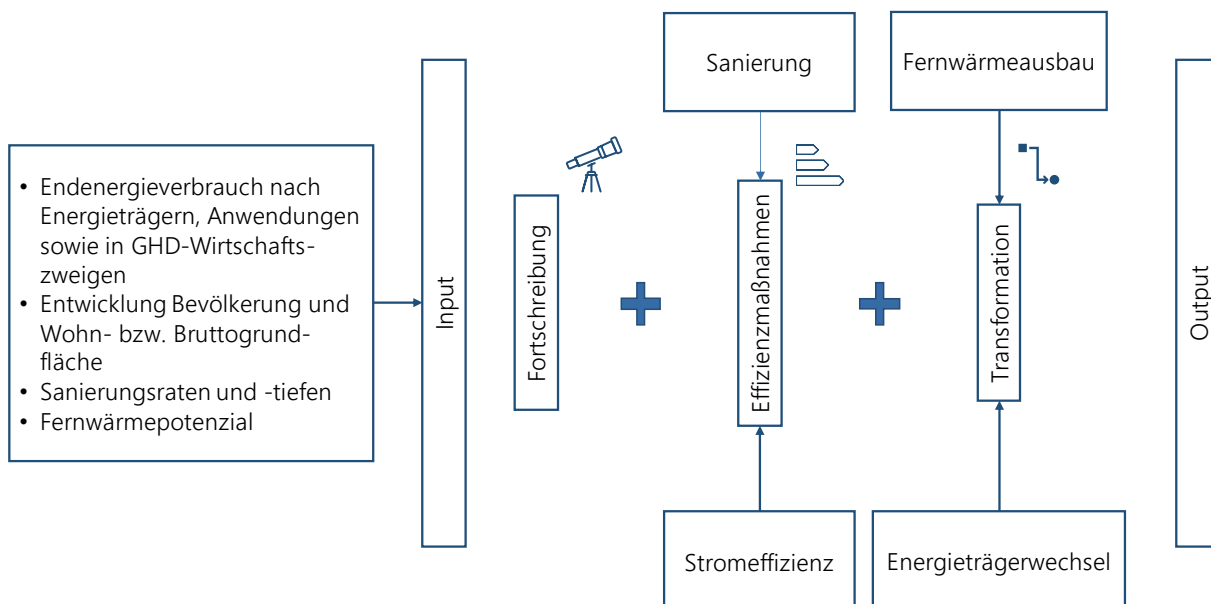 • Endenergieverbrauch nach
Energieträgern, Anwendungen
sowie in GHD-Wirtschafts-
zweigen
• Entwicklung Bevölkerung und
Wohn- bzw. Bruttogrund-
fläche
• Sanierungsraten und -tiefen
• Fernwärmepotenzial
Input
Fortschreibung
Sanierung
Effizienzmaßnahmen
Stromeffizienz
Fernwärmeausbau
Transformation
Energieträgerwechsel
Output